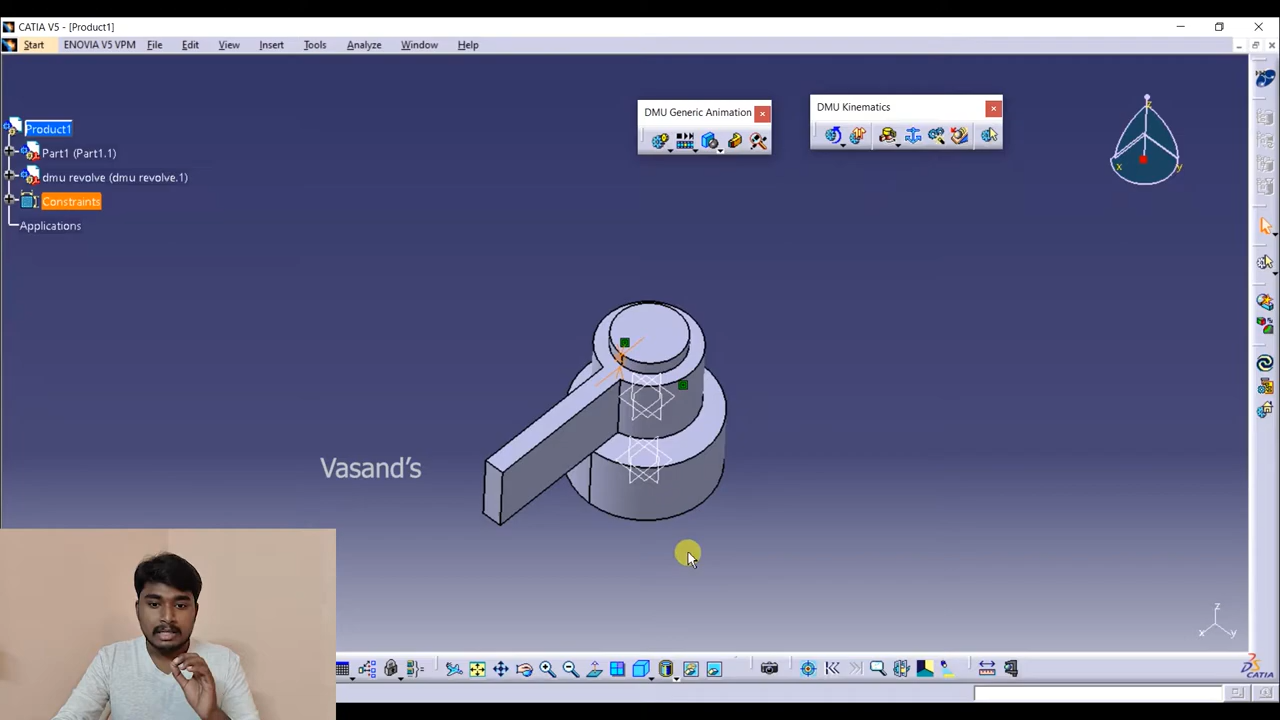 CATIA V5 - [Product1]
Start ENOVIA V5 VPM File Edit View Insert Tools Analyze Window Help
DMU Generic Animation
DMU Kinematics
z
x
y
Product1
Part1 (Part1.1)
dmu revolve (dmu revolve.1)
Constraints
Applications
Vasand's
z
x
y
CATIA